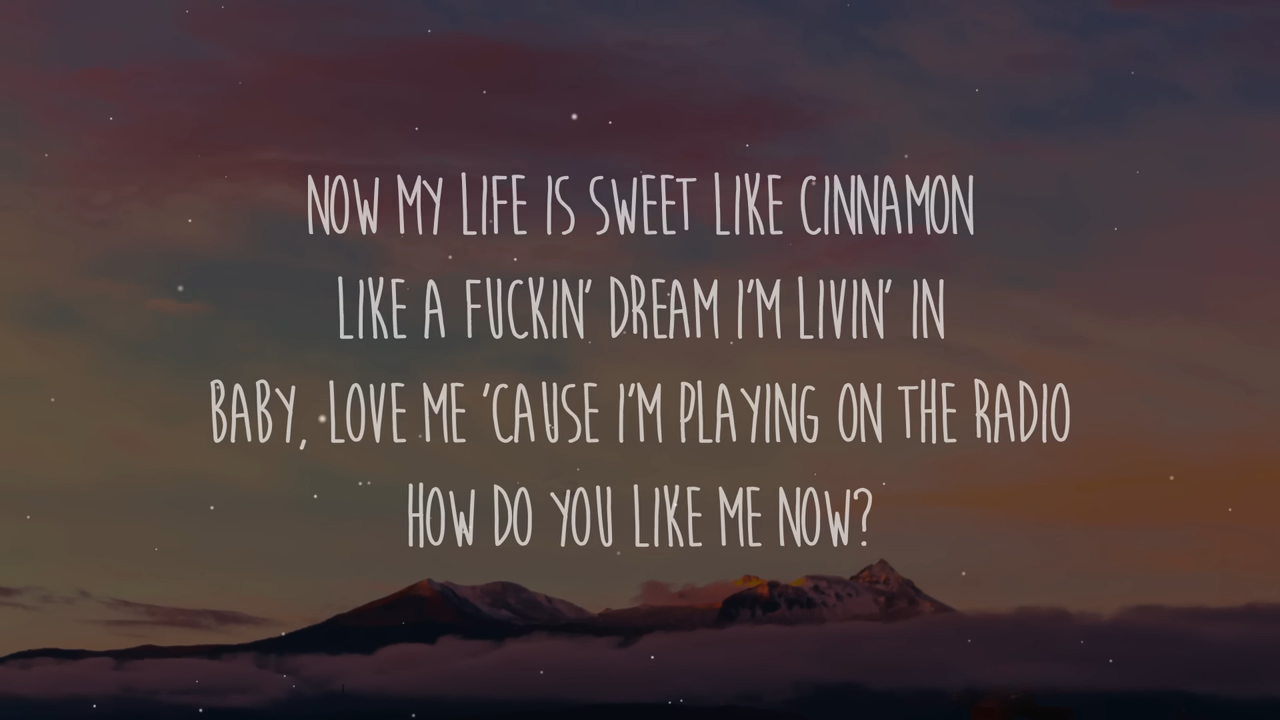 NOW MY LIFE IS SWEET LIKE CINNAMON
LIKE A FUCKIN' DREAM I'M LIVIN' IN
BABY, LOVE ME 'CAUSE I'M PLAYING ON THE RADIO
HOW DO YOU LIKE ME NOW?